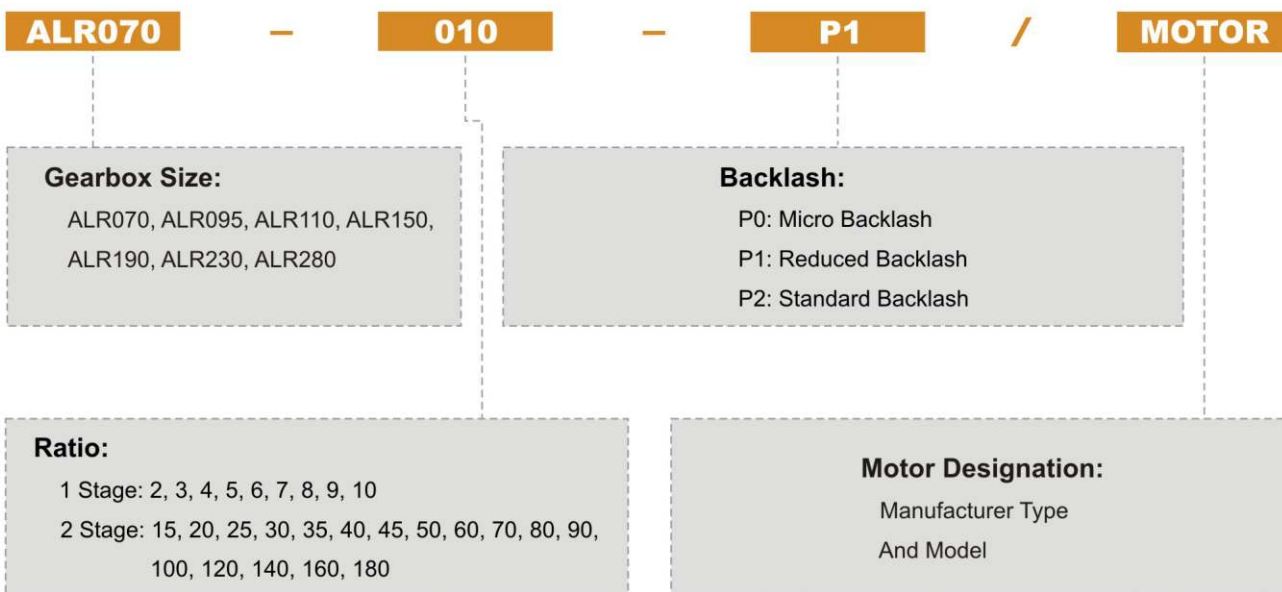 ALR070 – 010 – P1 / MOTOR
Gearbox Size:
ALR070, ALR095, ALR110, ALR150,
ALR190, ALR230, ALR280
Backlash:
P0: Micro Backlash
P1: Reduced Backlash
P2: Standard Backlash
Ratio:
1 Stage: 2, 3, 4, 5, 6, 7, 8, 9, 10
2 Stage: 15, 20, 25, 30, 35, 40, 45, 50, 60, 70, 80, 90,
100, 120, 140, 160, 180
Motor Designation:
Manufacturer Type
And Model